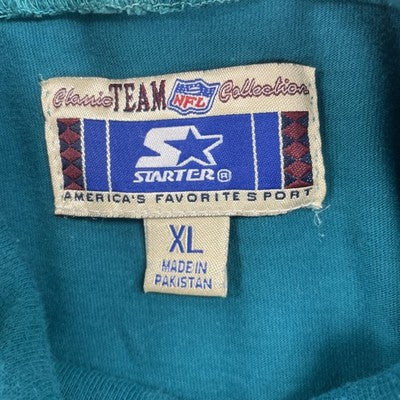 Classic TEAM NFL Collection
STARTER®
AMERICA'S FAVORITE SPORT
XL
MADE IN
PAKISTAN